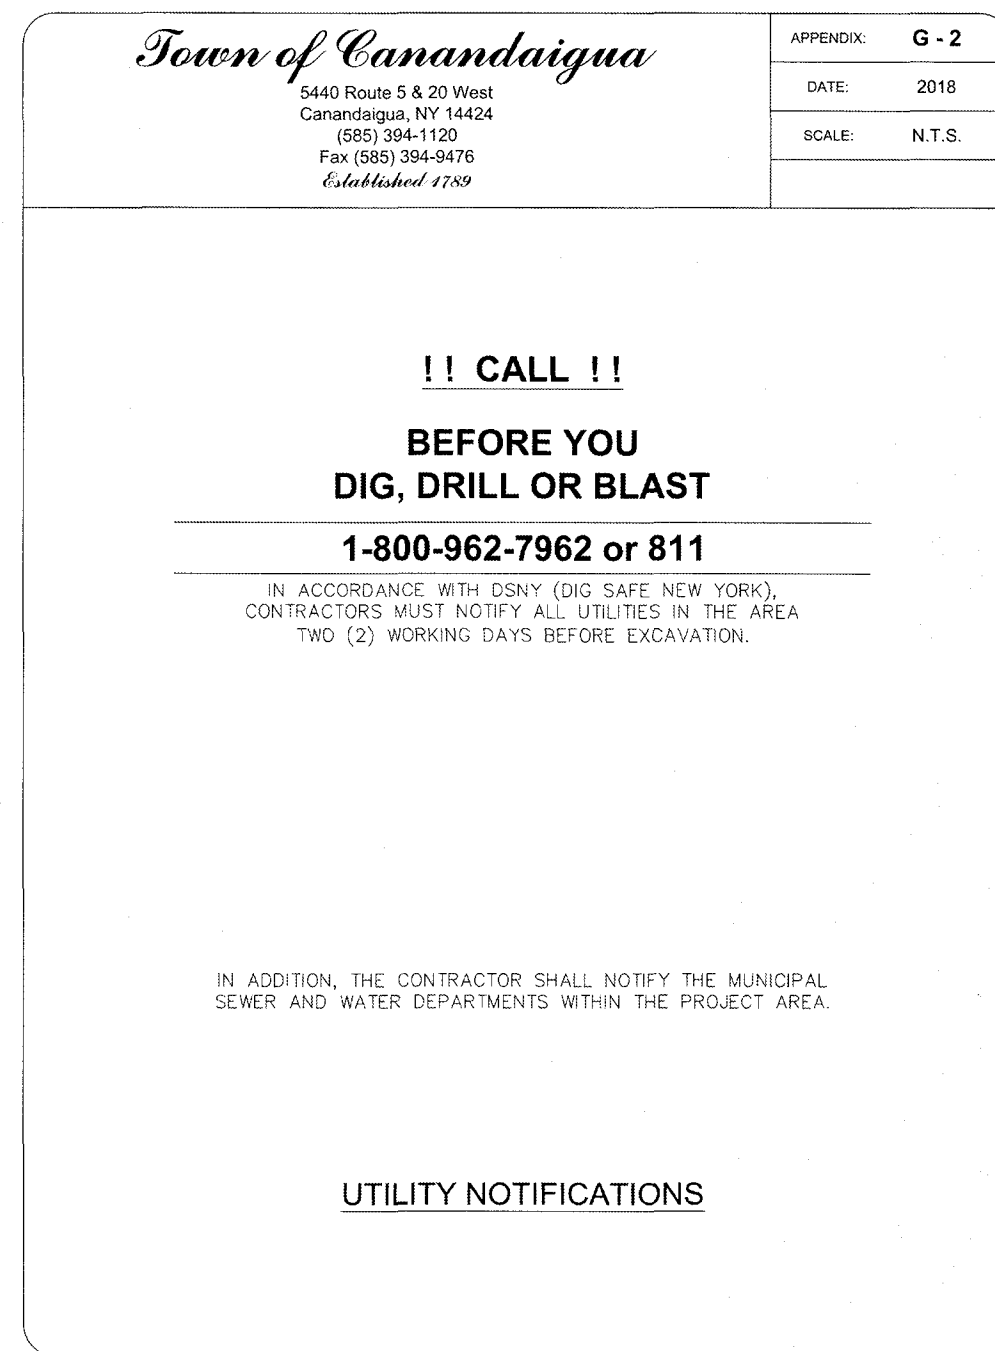 Town of Canandaigua
5440 Route 5 & 20 West
Canandaigua, NY 14424
(585) 394-1120
Fax (585) 394-9476
Established 1789
APPENDIX: G - 2
DATE: 2018
SCALE: N.T.S.
! ! CALL ! !
BEFORE YOU
DIG, DRILL OR BLAST
1-800-962-7962 or 811
IN ACCORDANCE WITH DSNY (DIG SAFE NEW YORK),
CONTRACTORS MUST NOTIFY ALL UTILITIES IN THE AREA
TWO (2) WORKING DAYS BEFORE EXCAVATION.
IN ADDITION, THE CONTRACTOR SHALL NOTIFY THE MUNICIPAL
SEWER AND WATER DEPARTMENTS WITHIN THE PROJECT AREA.
UTILITY NOTIFICATIONS